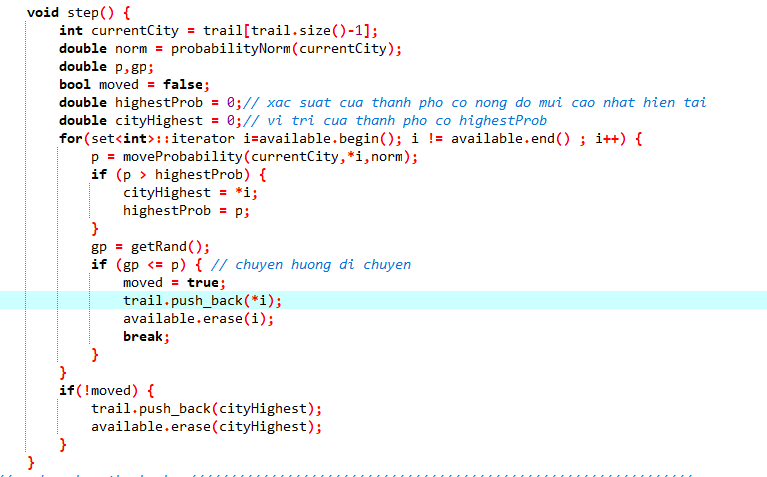 void step() {
    int currentCity = trail[trail.size()-1];
    double norm = probabilityNorm(currentCity);
    double p,gp;
    bool moved = false;
    double highestProb = 0;// xac suat cua thanh pho co nong do mui cao nhat hien tai
    double cityHighest = 0;// vi tri cua thanh pho co highestProb
    for(set<int>::iterator i=available.begin(); i != available.end() ; i++) {
        p = moveProbability(currentCity,*i,norm);
        if (p > highestProb) {
            cityHighest = *i;
            highestProb = p;
        }
        gp = getRand();
        if (gp <= p) { // chuyen huong di chuyen
            moved = true;
            trail.push_back(*i);
            available.erase(i);
            break;
        }
    }
    if(!moved) {
        trail.push_back(cityHighest);
        available.erase(cityHighest);
    }
}